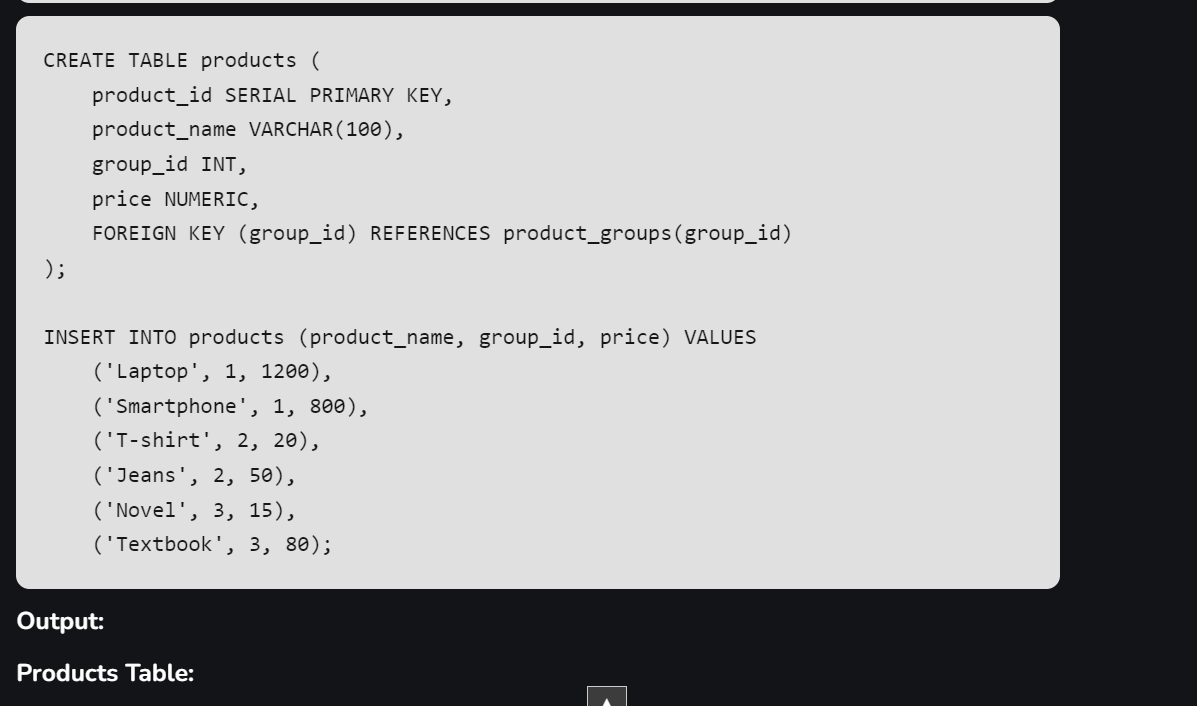 CREATE TABLE products (
    product_id SERIAL PRIMARY KEY,
    product_name VARCHAR(100),
    group_id INT,
    price NUMERIC,
    FOREIGN KEY (group_id) REFERENCES product_groups(group_id)
);
INSERT INTO products (product_name, group_id, price) VALUES
    ('Laptop', 1, 1200),
    ('Smartphone', 1, 800),
    ('T-shirt', 2, 20),
    ('Jeans', 2, 50),
    ('Novel', 3, 15),
    ('Textbook', 3, 80);
Output:
Products Table: